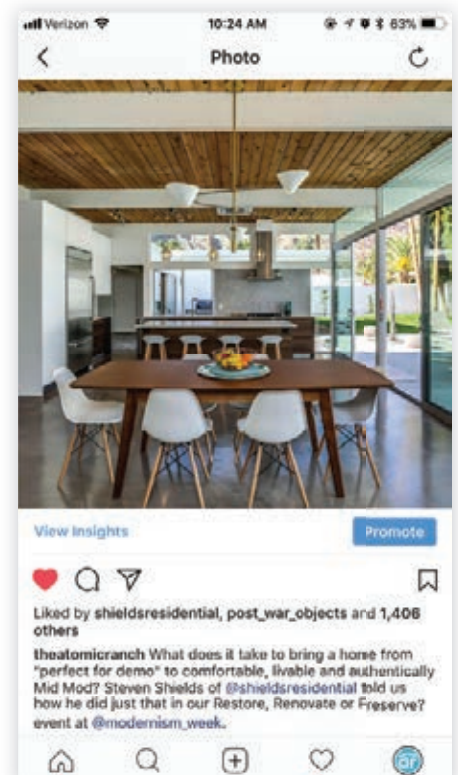 Verizon 10:24 AM 63%
Photo
View Insights Promote
Liked by shieldsresidential, post_war_objects and 1,406
others
theatomicranch What does it take to bring a home from
"perfect for demo" to comfortable, livable and authentically
Mid Mod? Steven Shields of @shieldsresidential told us
how he did just that in our Restore, Renovate or Preserve?
event at @modernism_week.
ar